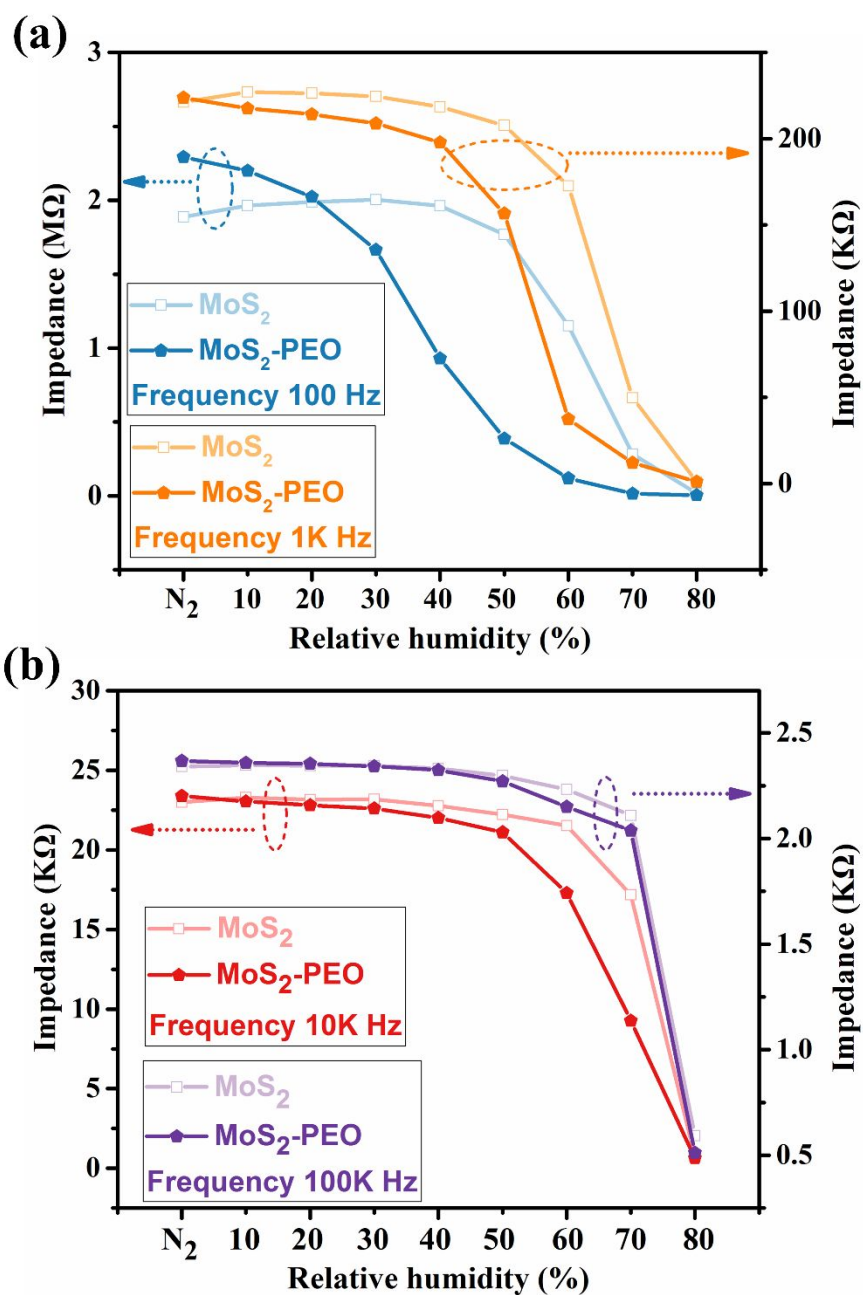 (a)
3
2
1
0
Impedance (MΩ)
200
100
0
Impedance (KΩ)
MoS₂
MoS₂-PEO
Frequency 100 Hz
MoS₂
MoS₂-PEO
Frequency 1K Hz
N₂ 10 20 30 40 50 60 70 80
Relative humidity (%)
(b)
30
25
20
15
10
5
0
Impedance (KΩ)
2.5
2.0
1.5
1.0
0.5
Impedance (KΩ)
MoS₂
MoS₂-PEO
Frequency 10K Hz
MoS₂
MoS₂-PEO
Frequency 100K Hz
N₂ 10 20 30 40 50 60 70 80
Relative humidity (%)